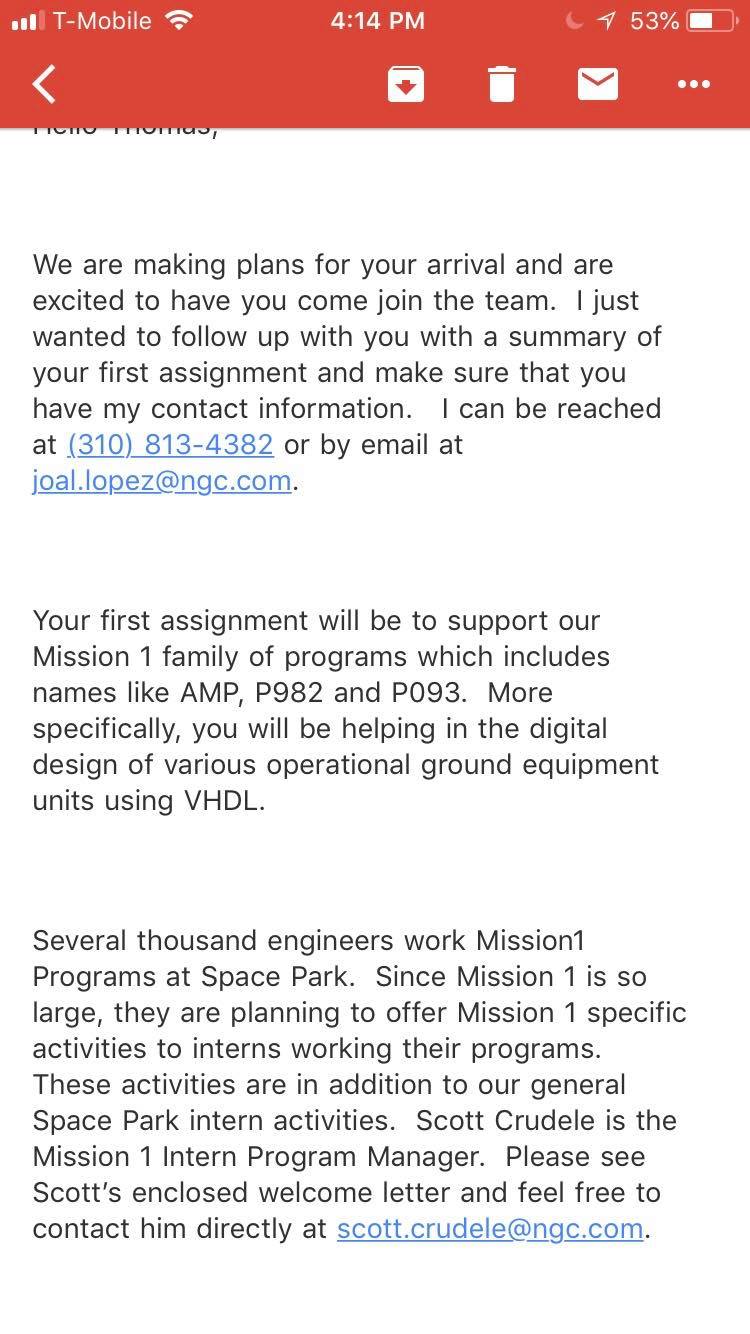 T-Mobile 4:14 PM 53%
Hello Thomas,
We are making plans for your arrival and are
excited to have you come join the team.  I just
wanted to follow up with you with a summary of
your first assignment and make sure that you
have my contact information.   I can be reached
at (310) 813-4382 or by email at
joal.lopez@ngc.com.
Your first assignment will be to support our
Mission 1 family of programs which includes
names like AMP, P982 and P093.  More
specifically, you will be helping in the digital
design of various operational ground equipment
units using VHDL.
Several thousand engineers work Mission1
Programs at Space Park.  Since Mission 1 is so
large, they are planning to offer Mission 1 specific
activities to interns working their programs.
These activities are in addition to our general
Space Park intern activities.  Scott Crudele is the
Mission 1 Intern Program Manager.  Please see
Scott’s enclosed welcome letter and feel free to
contact him directly at scott.crudele@ngc.com.